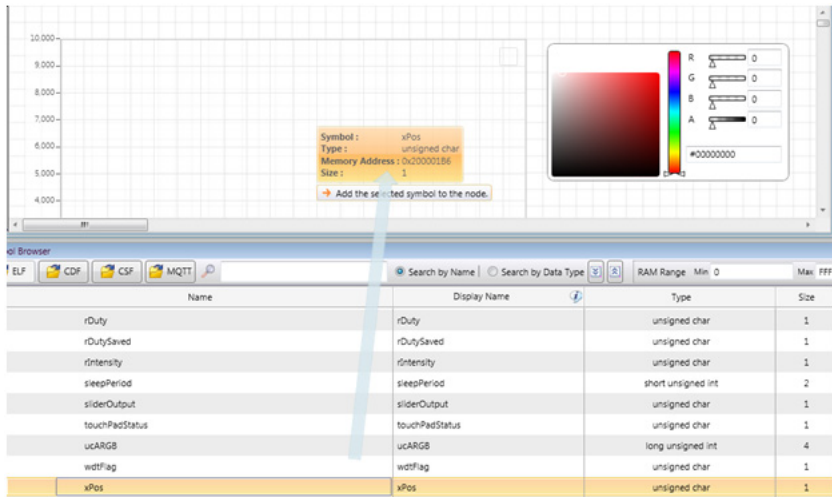 10.000
9.000
8.000
7.000
6.000
5.000
4.000
R 0
G 0
B 0
A 0
#00000000
Symbol : xPos
Type : unsigned char
Memory Address : 0x200001B6
Size : 1
Add the selected symbol to the node.
ol Browser
ELF CDF CSF MQTT Search by Name Search by Data Type RAM Range Min 0 Max FFF
Name Display Name Type Size
rDuty rDuty unsigned char 1
rDutySaved rDutySaved unsigned char 1
rIntensity rIntensity unsigned char 1
sleepPeriod sleepPeriod short unsigned int 2
sliderOutput sliderOutput unsigned char 1
touchPadStatus touchPadStatus unsigned char 1
ucARGB ucARGB long unsigned int 4
wdtFlag wdtFlag unsigned char 1
xPos xPos unsigned char 1